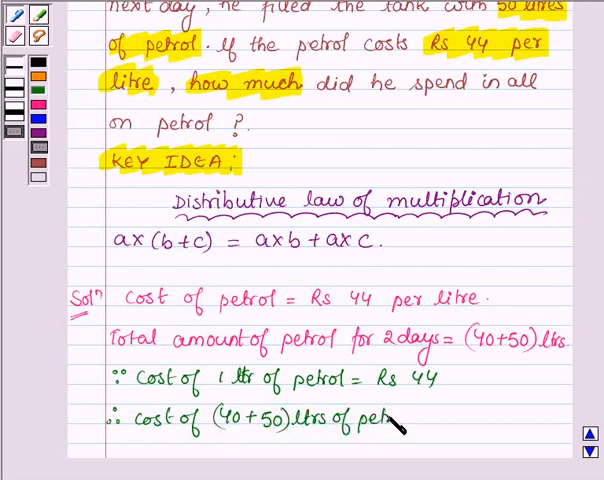 next day, he filled the tank with 50 litres
of petrol. If the petrol costs Rs 44 per
litre, how much did he spend in all
on petrol ?
KEY IDEA:
Distributive law of multiplication
a×(b+c) = a×b + a×c.
Solⁿ Cost of petrol = Rs 44 per litre.
Total amount of petrol for 2 days = (40+50) ltrs.
∵ Cost of 1 ltr of petrol = Rs 44
∴ Cost of (40+50) ltrs of pet